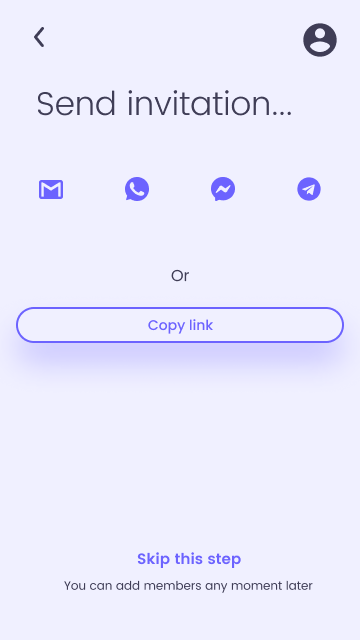 Send invitation...
Or
Copy link
Skip this step
You can add members any moment later